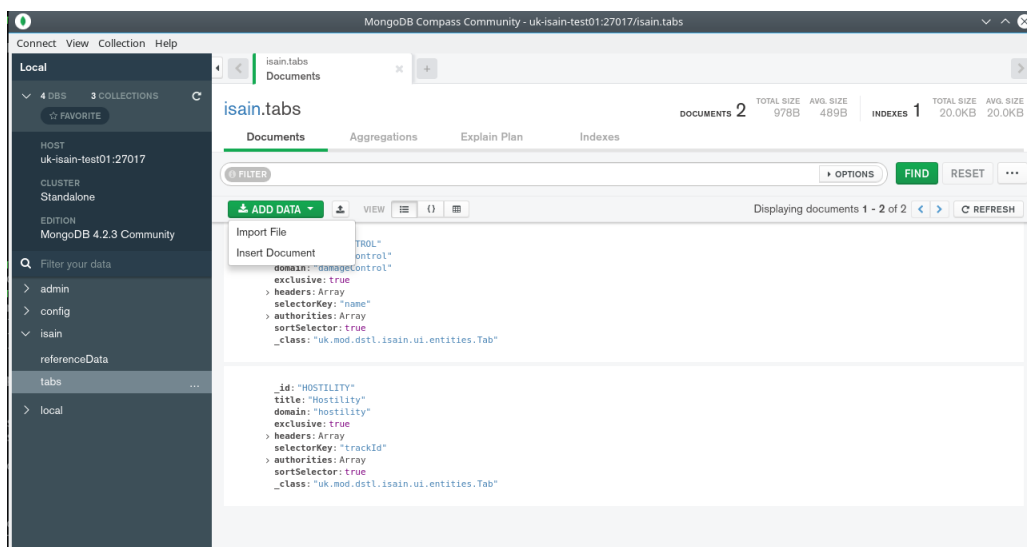 MongoDB Compass Community - uk-isain-test01:27017/isain.tabs
Connect View Collection Help
Local
4 DBS 3 COLLECTIONS
FAVORITE
HOST
uk-isain-test01:27017
CLUSTER
Standalone
EDITION
MongoDB 4.2.3 Community
Filter your data
admin
config
isain
referenceData
tabs
...
local
isain.tabs
Documents
isain.tabs
DOCUMENTS 2 TOTAL SIZE 978B AVG. SIZE 489B INDEXES 1 TOTAL SIZE 20.0KB AVG. SIZE 20.0KB
Documents Aggregations Explain Plan Indexes
FILTER OPTIONS FIND RESET ...
ADD DATA VIEW {} Displaying documents 1 - 2 of 2 < > REFRESH
Import File
Insert Document
TROL"
ontrol"
domain: "damageControl"
exclusive: true
> headers: Array
selectorKey: "name"
> authorities: Array
sortSelector: true
_class: "uk.mod.dstl.isain.ui.entities.Tab"
_id: "HOSTILITY"
title: "Hostility"
domain: "hostility"
exclusive: true
> headers: Array
selectorKey: "trackId"
> authorities: Array
sortSelector: true
_class: "uk.mod.dstl.isain.ui.entities.Tab"